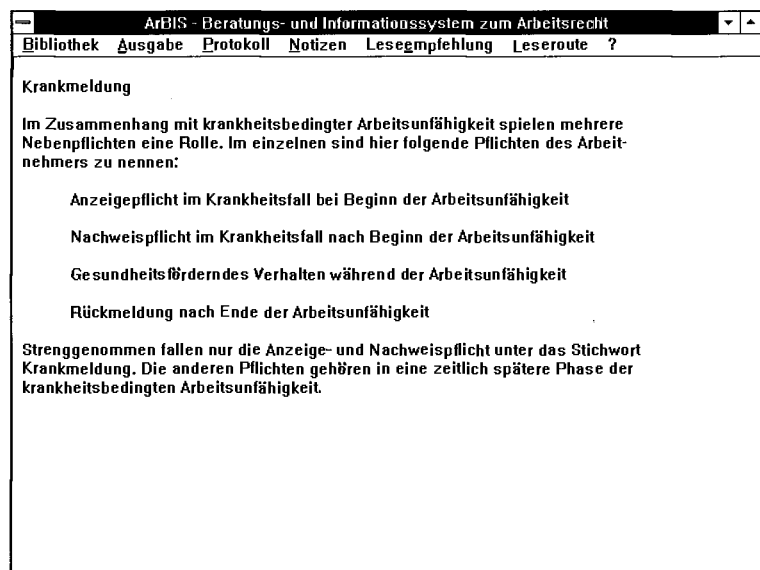 ArBIS - Beratungs- und Informationssystem zum Arbeitsrecht
Bibliothek Ausgabe Protokoll Notizen Leseempfehlung Leseroute ?
Krankmeldung
Im Zusammenhang mit krankheitsbedingter Arbeitsunfähigkeit spielen mehrere
Nebenpflichten eine Rolle. Im einzelnen sind hier folgende Pflichten des Arbeit-
nehmers zu nennen:
Anzeigepflicht im Krankheitsfall bei Beginn der Arbeitsunfähigkeit
Nachweispflicht im Krankheitsfall nach Beginn der Arbeitsunfähigkeit
Gesundheitsförderndes Verhalten während der Arbeitsunfähigkeit
Rückmeldung nach Ende der Arbeitsunfähigkeit
Strenggenommen fallen nur die Anzeige- und Nachweispflicht unter das Stichwort
Krankmeldung. Die anderen Pflichten gehören in eine zeitlich spätere Phase der
krankheitsbedingten Arbeitsunfähigkeit.